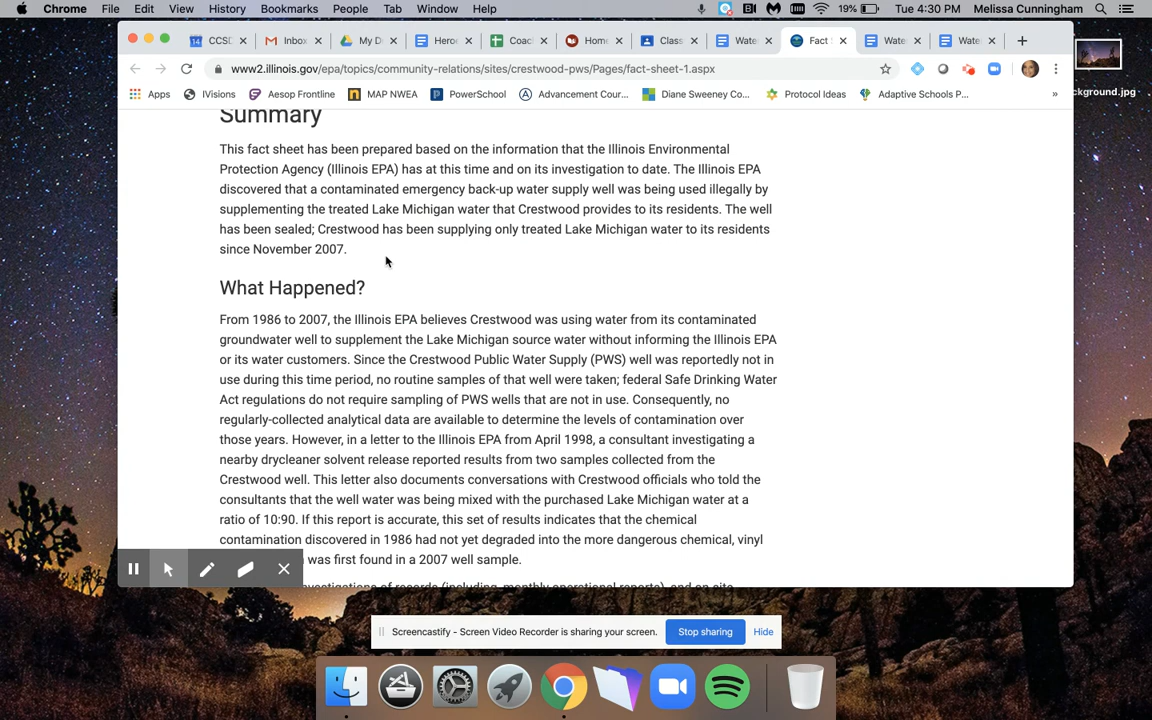 Chrome File Edit View History Bookmarks People Tab Window Help 19% Tue 4:30 PM Melissa Cunningham
14 CCSD Inbox My D Hero Coac Home Class Wate Fact Wate Wate
www2.illinois.gov/epa/topics/community-relations/sites/crestwood-pws/Pages/fact-sheet-1.aspx
ckground.jpg
Apps IVisions Aesop Frontline MAP NWEA PowerSchool Advancement Cour... Diane Sweeney Co... Protocol Ideas Adaptive Schools P... »
Summary
This fact sheet has been prepared based on the information that the Illinois Environmental
Protection Agency (Illinois EPA) has at this time and on its investigation to date. The Illinois EPA
discovered that a contaminated emergency back-up water supply well was being used illegally by
supplementing the treated Lake Michigan water that Crestwood provides to its residents. The well
has been sealed; Crestwood has been supplying only treated Lake Michigan water to its residents
since November 2007.
What Happened?
From 1986 to 2007, the Illinois EPA believes Crestwood was using water from its contaminated
groundwater well to supplement the Lake Michigan source water without informing the Illinois EPA
or its water customers. Since the Crestwood Public Water Supply (PWS) well was reportedly not in
use during this time period, no routine samples of that well were taken; federal Safe Drinking Water
Act regulations do not require sampling of PWS wells that are not in use. Consequently, no
regularly-collected analytical data are available to determine the levels of contamination over
those years. However, in a letter to the Illinois EPA from April 1998, a consultant investigating a
nearby drycleaner solvent release reported results from two samples collected from the
Crestwood well. This letter also documents conversations with Crestwood officials who told the
consultants that the well water was being mixed with the purchased Lake Michigan water at a
ratio of 10:90. If this report is accurate, this set of results indicates that the chemical
contamination discovered in 1986 had not yet degraded into the more dangerous chemical, vinyl
was first found in a 2007 well sample.
investigations of records (including, monthly operational reports), and on-site
Screencastify - Screen Video Recorder is sharing your screen. Stop sharing Hide